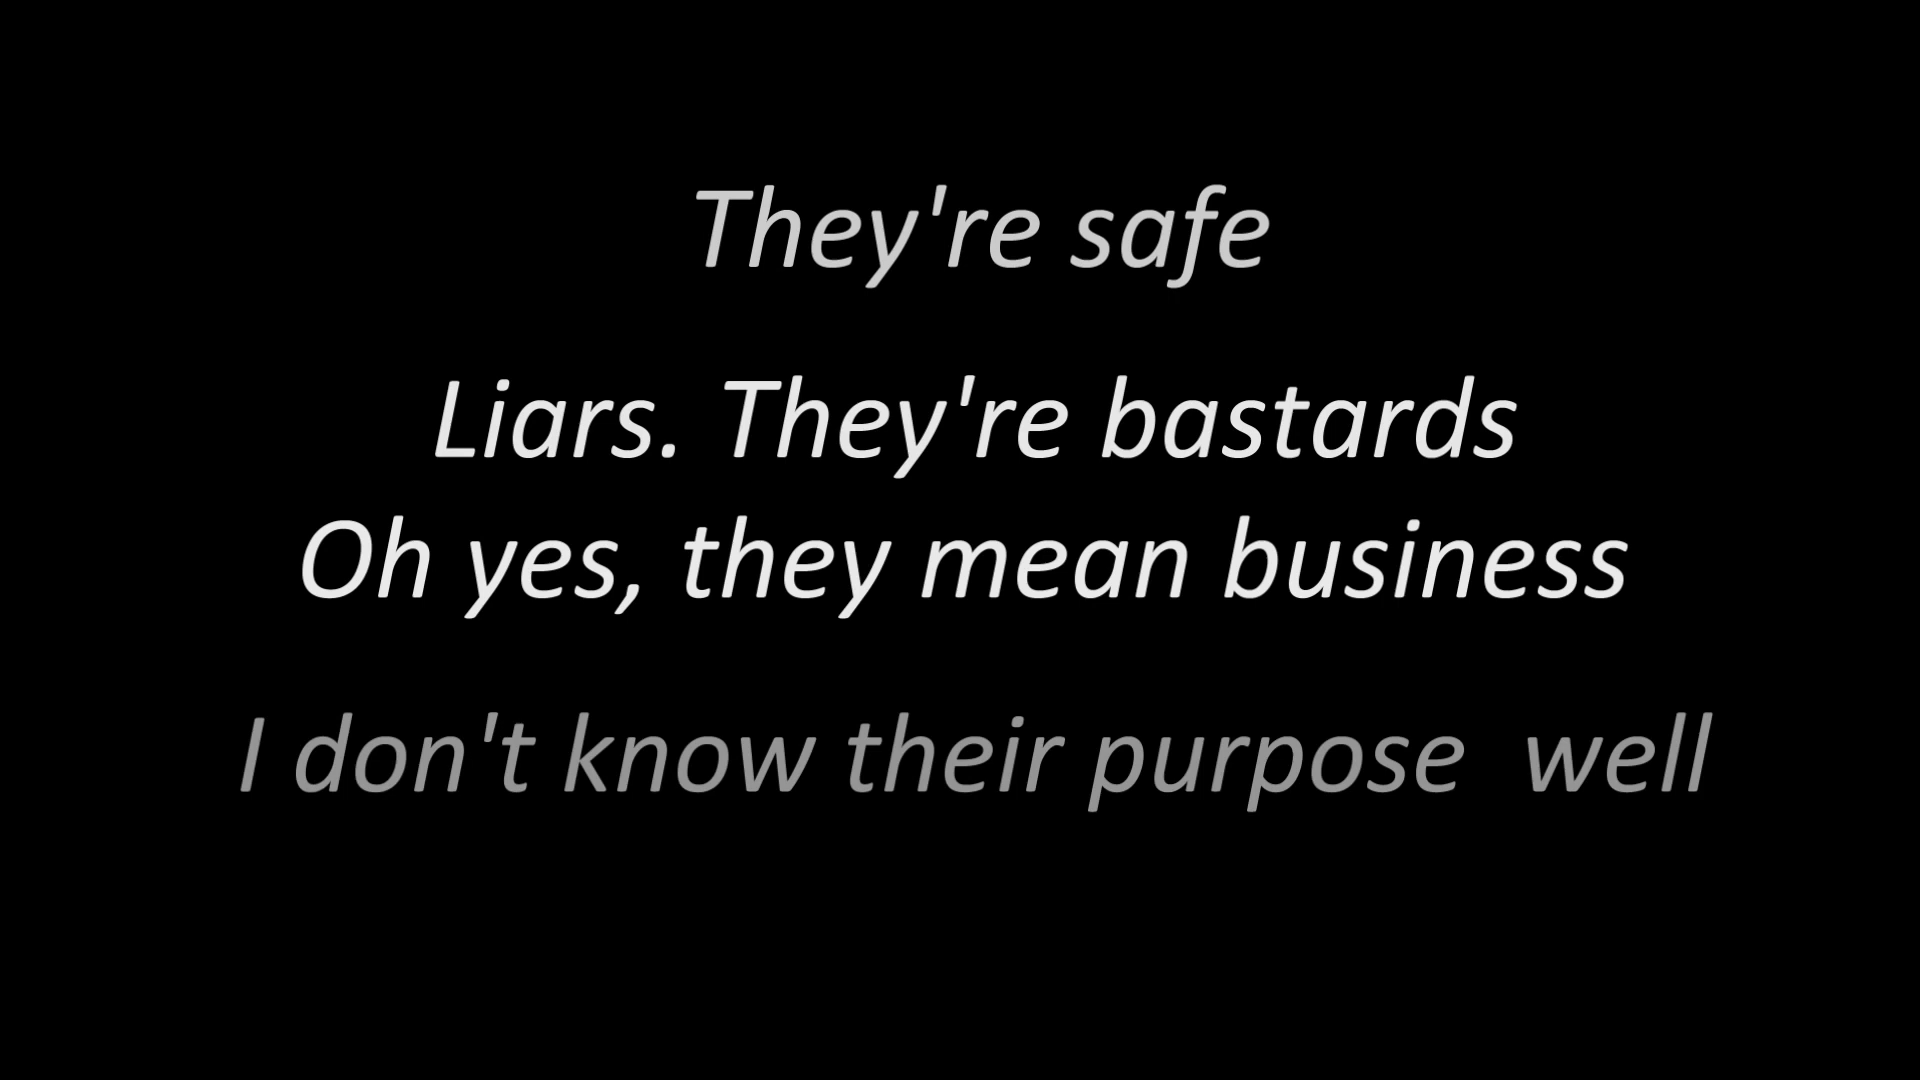 They're safe
Liars. They're bastards
Oh yes, they mean business
I don't know their purpose  well